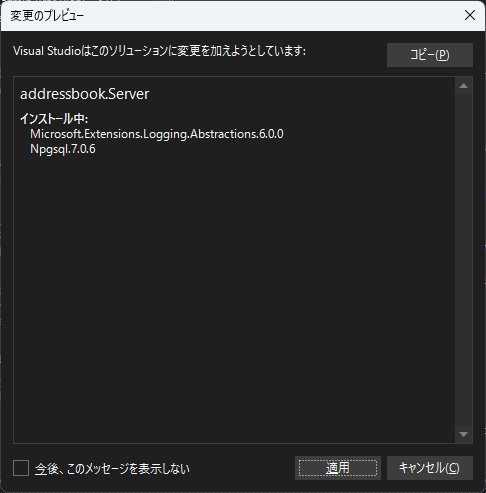 変更のプレビュー
Visual Studioはこのソリューションに変更を加えようとしています:
コピー(P)
addressbook.Server
インストール中:
Microsoft.Extensions.Logging.Abstractions.6.0.0
Npgsql.7.0.6
今後、このメッセージを表示しない
適用
キャンセル(C)